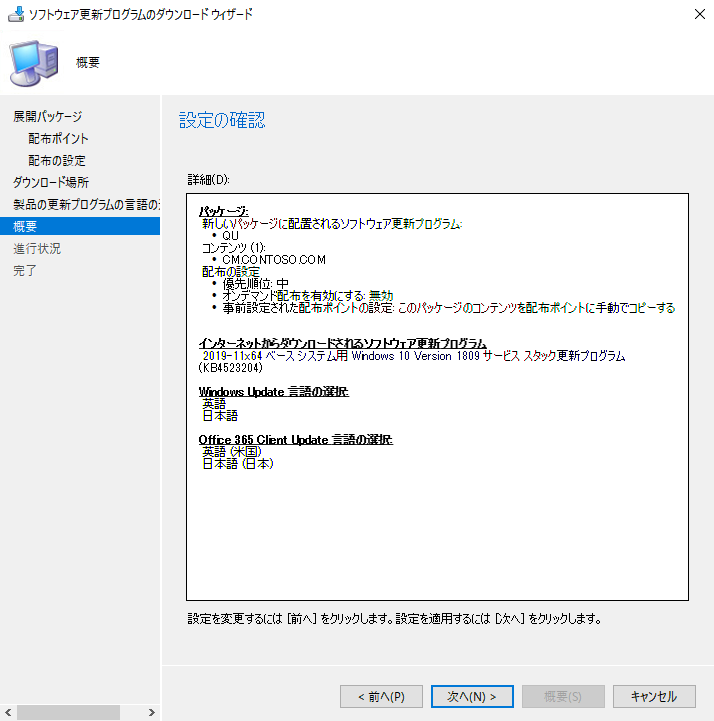 ソフトウェア更新プログラムのダウンロード ウィザード
概要
展開パッケージ
配布ポイント
配布の設定
ダウンロード場所
製品の更新プログラムの言語の
概要
進行状況
完了
設定の確認
詳細(D):
パッケージ:
新しいパッケージに配置されるソフトウェア更新プログラム:
• QU
コンテンツ (1):
• CM.CONTOSO.COM
配布の設定
• 優先順位: 中
• オンデマンド配布を有効にする: 無効
• 事前設定された配布ポイントの設定: このパッケージのコンテンツを配布ポイントに手動でコピーする
インターネットからダウンロードされるソフトウェア更新プログラム
2019-11x64 ベース システム用 Windows 10 Version 1809 サービス スタック更新プログラム
(KB4523204)
Windows Update 言語の選択:
英語
日本語
Office 365 Client Update 言語の選択:
英語 (米国)
日本語 (日本)
設定を変更するには [前へ] をクリックします。設定を適用するには [次へ] をクリックします。
< 前へ(P)
次へ(N) >
概要(S)
キャンセル